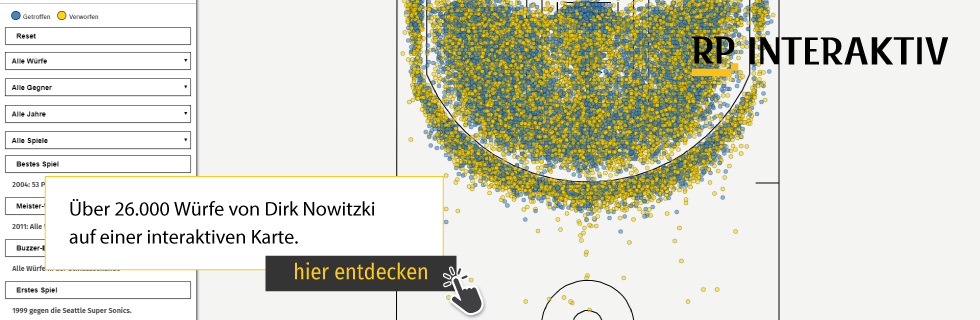 Getroffen Verworfen
Reset
Alle Würfe
Alle Gegner
Alle Jahre
Alle Spiele
Bestes Spiel
2004: 53 P
Meister-
2011: Alle
Buzzer-
Alle Würfe
Erstes Spiel
1999 gegen die Seattle Super Sonics.
Über 26.000 Würfe von Dirk Nowitzki
auf einer interaktiven Karte.
hier entdecken
RP INTERAKTIV